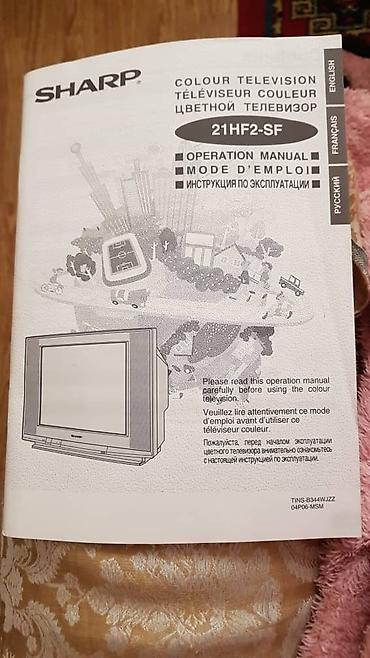 SHARP®
COLOUR TELEVISION
TÉLÉVISEUR COULEUR
ЦВЕТНОЙ ТЕЛЕВИЗОР
21HF2-SF
■ OPERATION MANUAL ■
■ MODE D'EMPLOI ■
■ ИНСТРУКЦИЯ ПО ЭКСПЛУАТАЦИИ ■
ENGLISH
FRANÇAIS
РУССКИЙ
Please read this operation manual
carefully before using the colour
television.
Veuillez lire attentivement ce mode
d'emploi avant d'utiliser ce
téléviseur couleur.
Пожалуйста, перед началом эксплуатации
цветного телевизора внимательно ознакомьтесь
с настоящей инструкцией по эксплуатации.
TINS-B344WJZZ
04P06-MSM